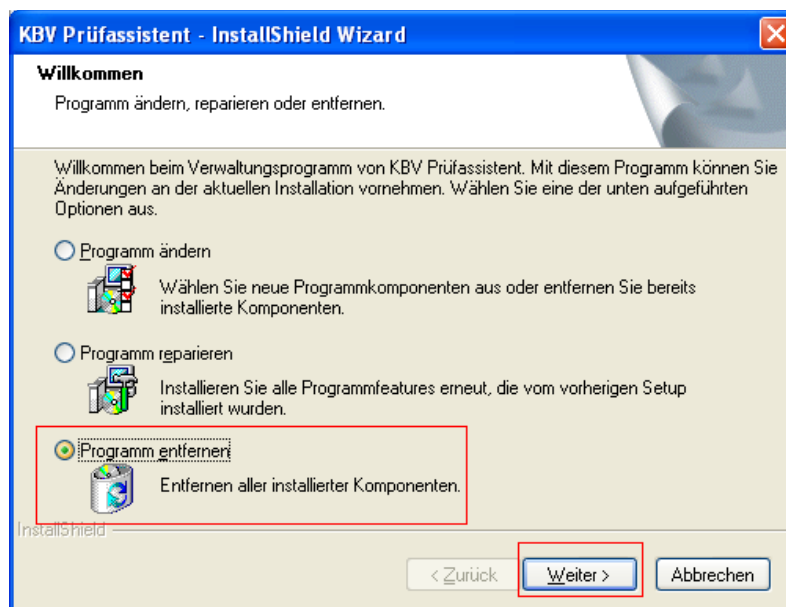 KBV Prüfassistent - InstallShield Wizard
Willkommen
Programm ändern, reparieren oder entfernen.
Willkommen beim Verwaltungsprogramm von KBV Prüfassistent. Mit diesem Programm können Sie
Änderungen an der aktuellen Installation vornehmen. Wählen Sie eine der unten aufgeführten
Optionen aus.
Programm ändern
Wählen Sie neue Programmkomponenten aus oder entfernen Sie bereits
installierte Komponenten.
Programm reparieren
Installieren Sie alle Programmfeatures erneut, die vom vorherigen Setup
installiert wurden.
Programm entfernen
Entfernen aller installierter Komponenten.
InstallShield
< Zurück Weiter > Abbrechen